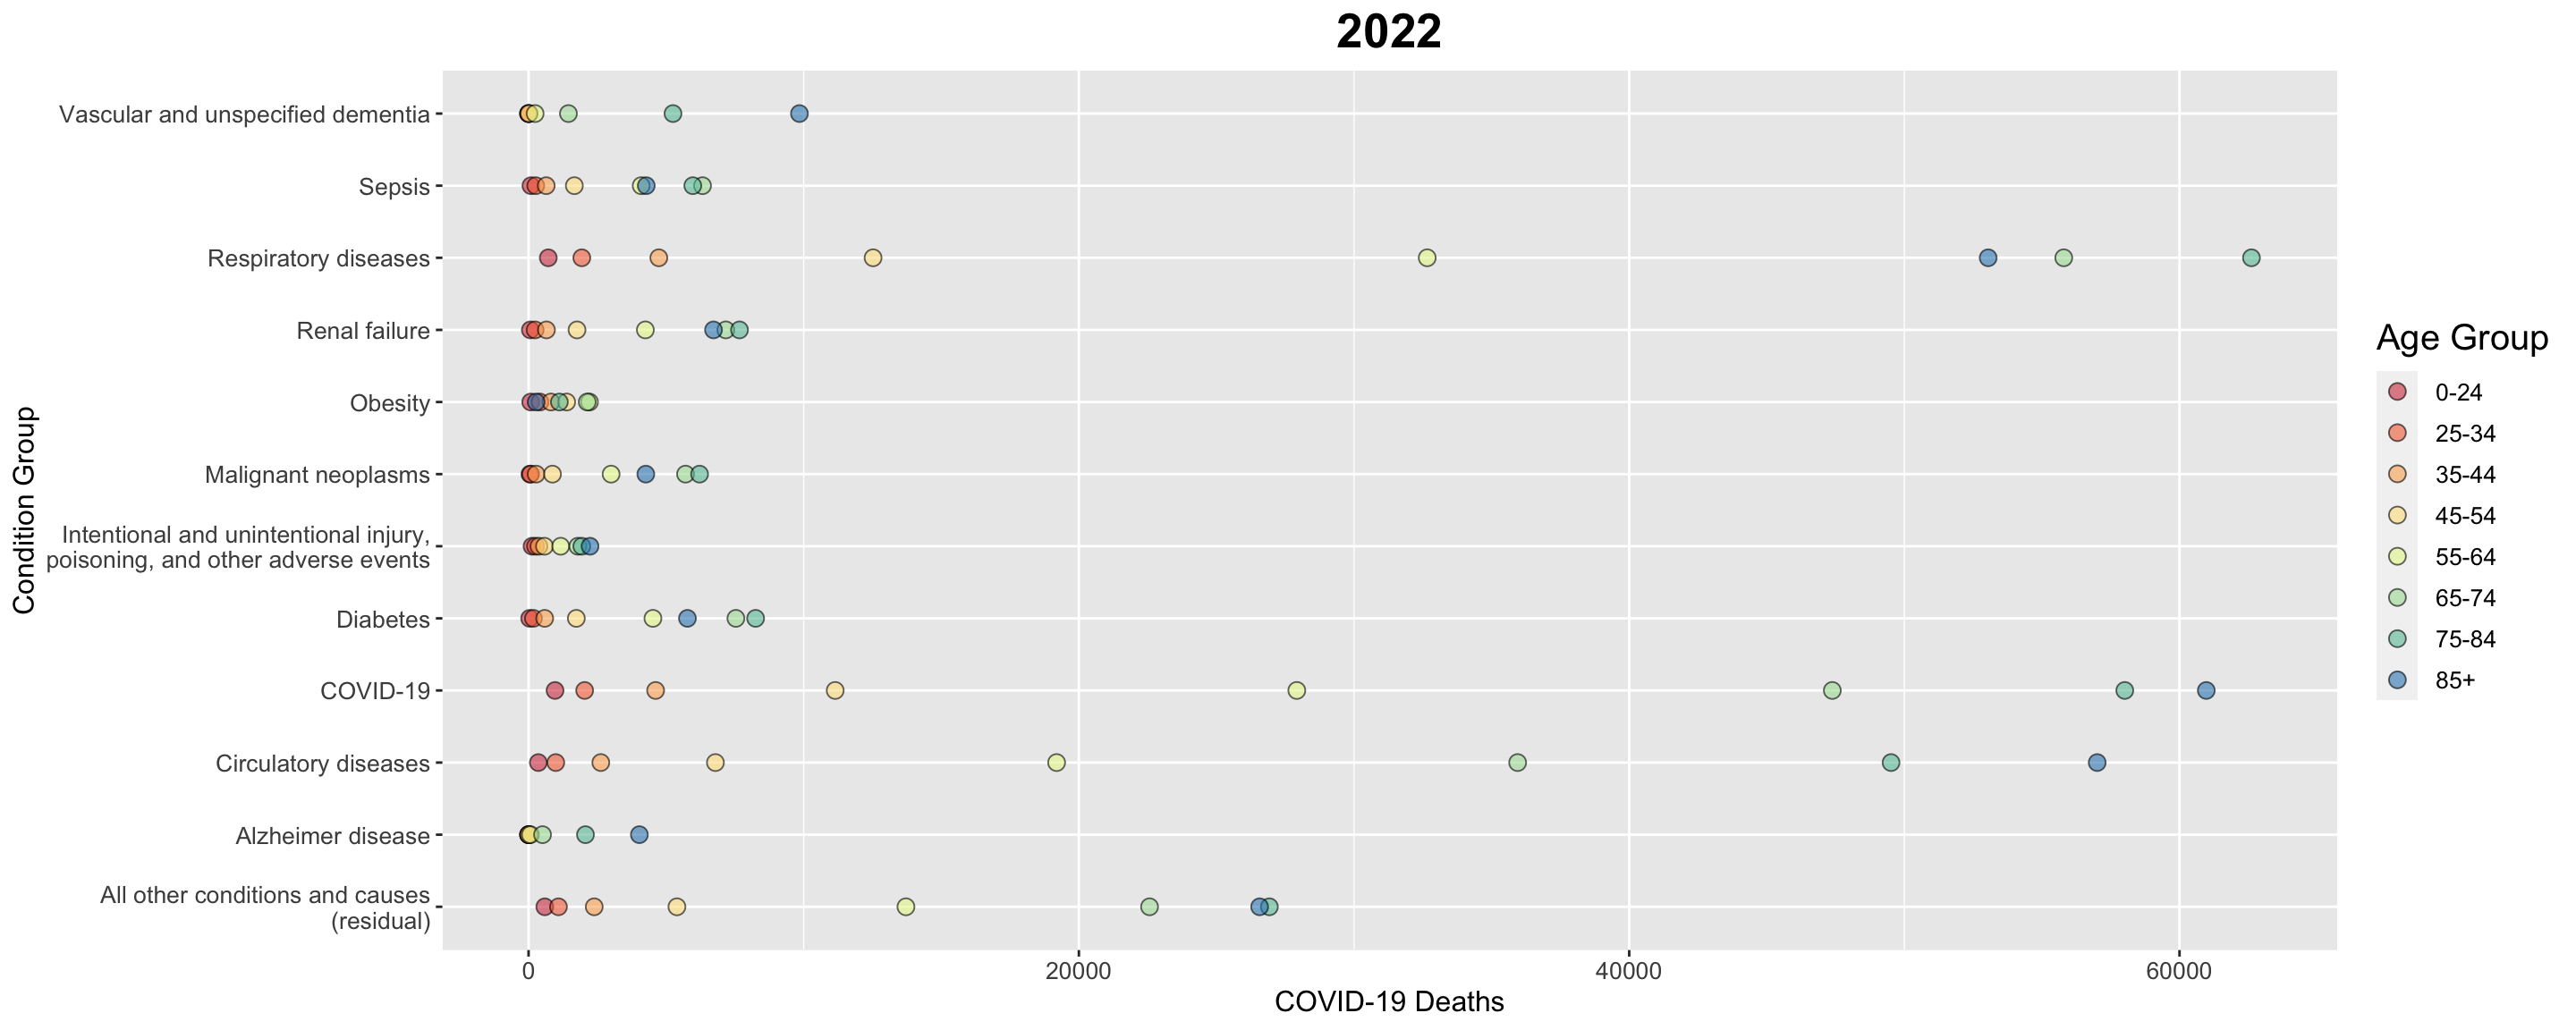 2022
Condition Group
Vascular and unspecified dementia
Sepsis
Respiratory diseases
Renal failure
Obesity
Malignant neoplasms
Intentional and unintentional injury,
poisoning, and other adverse events
Diabetes
COVID-19
Circulatory diseases
Alzheimer disease
All other conditions and causes
(residual)
0 20000 40000 60000
COVID-19 Deaths
Age Group
0-24
25-34
35-44
45-54
55-64
65-74
75-84
85+